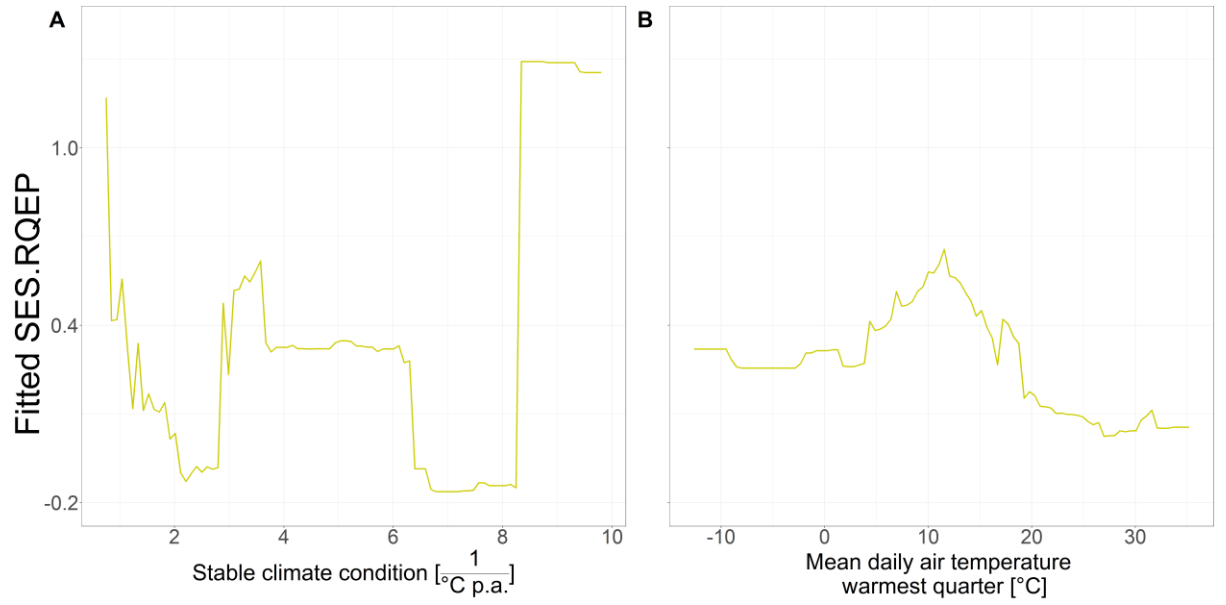 A
B
Fitted SES.RQEP
1.0
0.4
-0.2
2
4
6
8
10
-10
0
10
20
30
Stable climate condition [1/°C p.a.]
Mean daily air temperature
warmest quarter [°C]